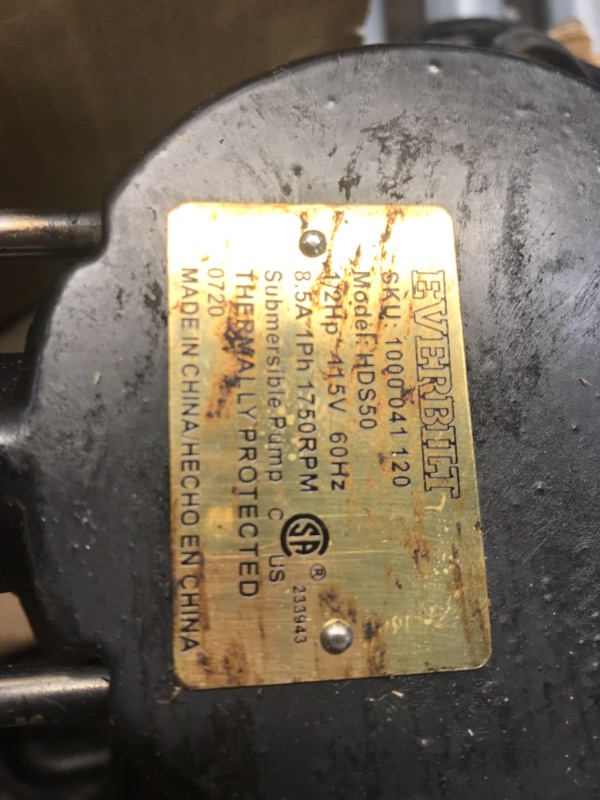 EVERBILT
SKU: 1000 041 120
Model: HDS50
1/2Hp ~ 115V 60Hz
8.5A 1Ph 1750RPM
Submersible Pump
C SA® US
233943
THERMALLY PROTECTED
0720
MADE IN CHINA/HECHO EN CHINA